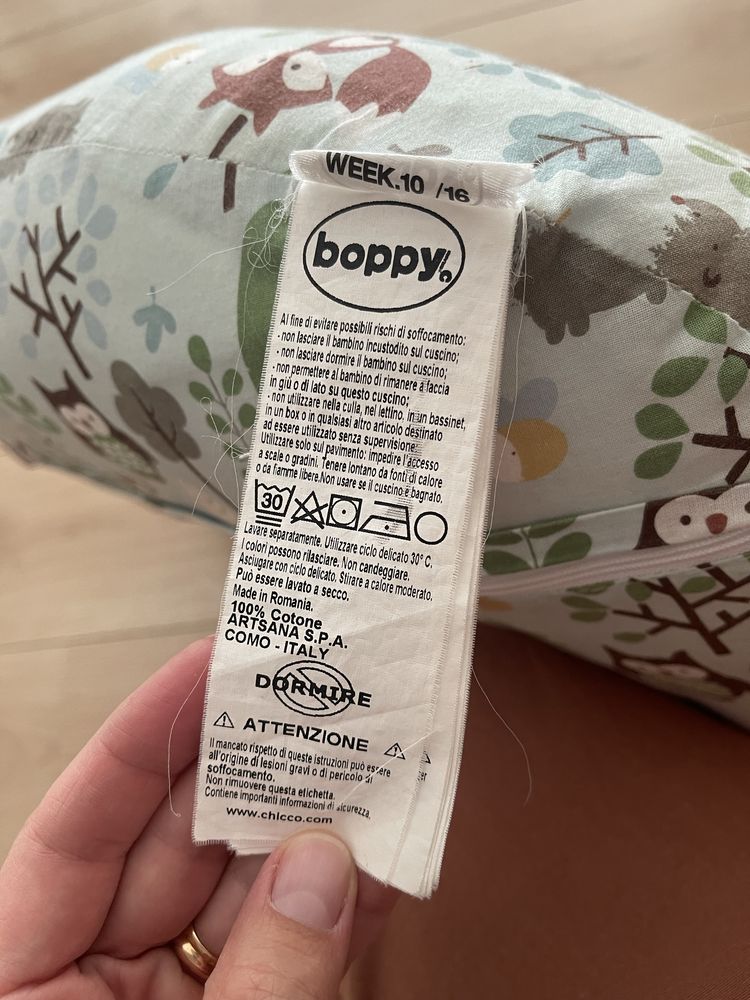 WEEK.10 /16
boppy
Al fine di evitare possibili rischi di soffocamento:
- non lasciare il bambino incustodito sul cuscino;
- non lasciare dormire il bambino sul cuscino;
- non permettere al bambino di rimanere a faccia
in giù o di lato su questo cuscino;
- non utilizzare nella culla, nel lettino, in un bassinet,
in un box o in qualsiasi altro articolo destinato
ad essere utilizzato senza supervisione.
Utilizzare solo sul pavimento: impedire l'accesso
a scale o gradini. Tenere lontano da fonti di calore
o da fiamme libere.Non usare se il cuscino è bagnato.
30
Lavare separatamente. Utilizzare ciclo delicato 30° C.
I colori possono rilasciare. Non candeggiare.
Asciugare con ciclo delicato. Stirare a calore moderato.
Può essere lavato a secco.
Made in Romania.
100% Cotone
ARTSANA S.P.A.
COMO - ITALY
DORMIRE
ATTENZIONE
Il mancato rispetto di queste istruzioni può essere
all'origine di lesioni gravi o di pericolo di
soffocamento.
Non rimuovere questa etichetta.
Contiene importanti informazioni di sicurezza.
www.chicco.com